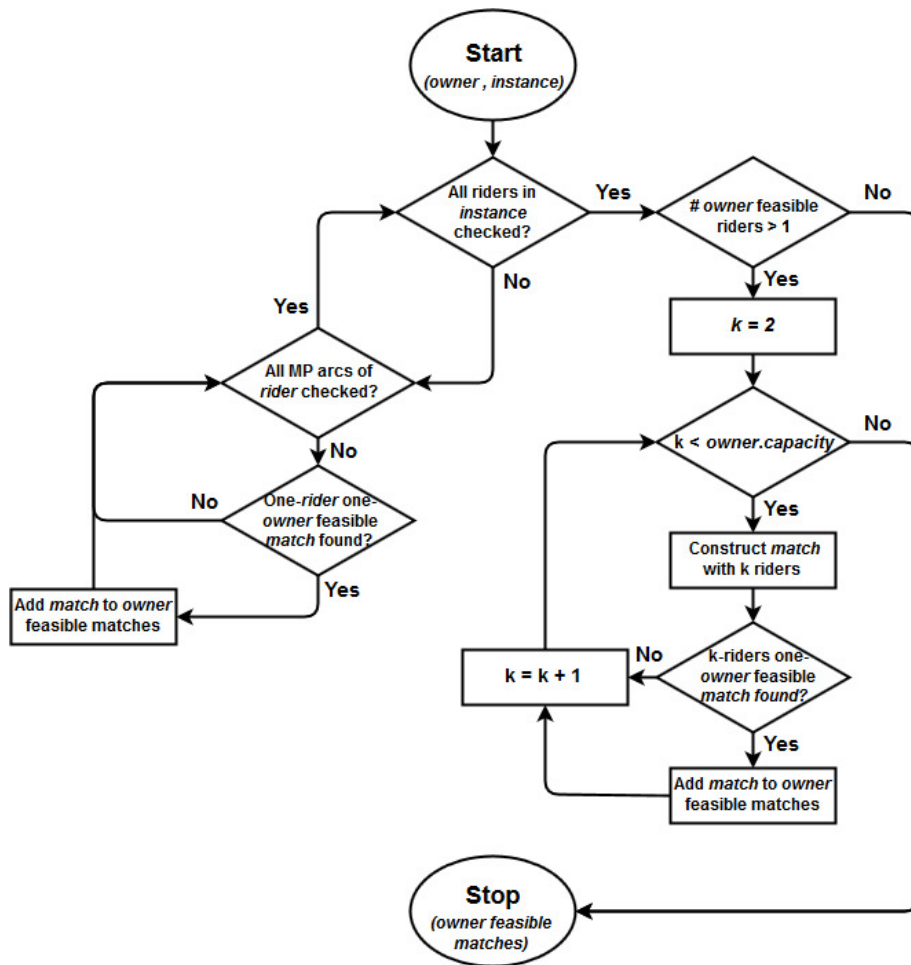 Start
(owner , instance)
All riders in
instance
checked?
Yes
# owner feasible
riders > 1
No
No
Yes
Yes
k = 2
All MP arcs of
rider checked?
k < owner.capacity
No
No
Yes
No
One-rider one-
owner feasible
match found?
Construct match
with k riders
Yes
Add match to owner
feasible matches
k-riders one-
owner feasible
match found?
No
k = k + 1
Yes
Add match to owner
feasible matches
Stop
(owner feasible
matches)